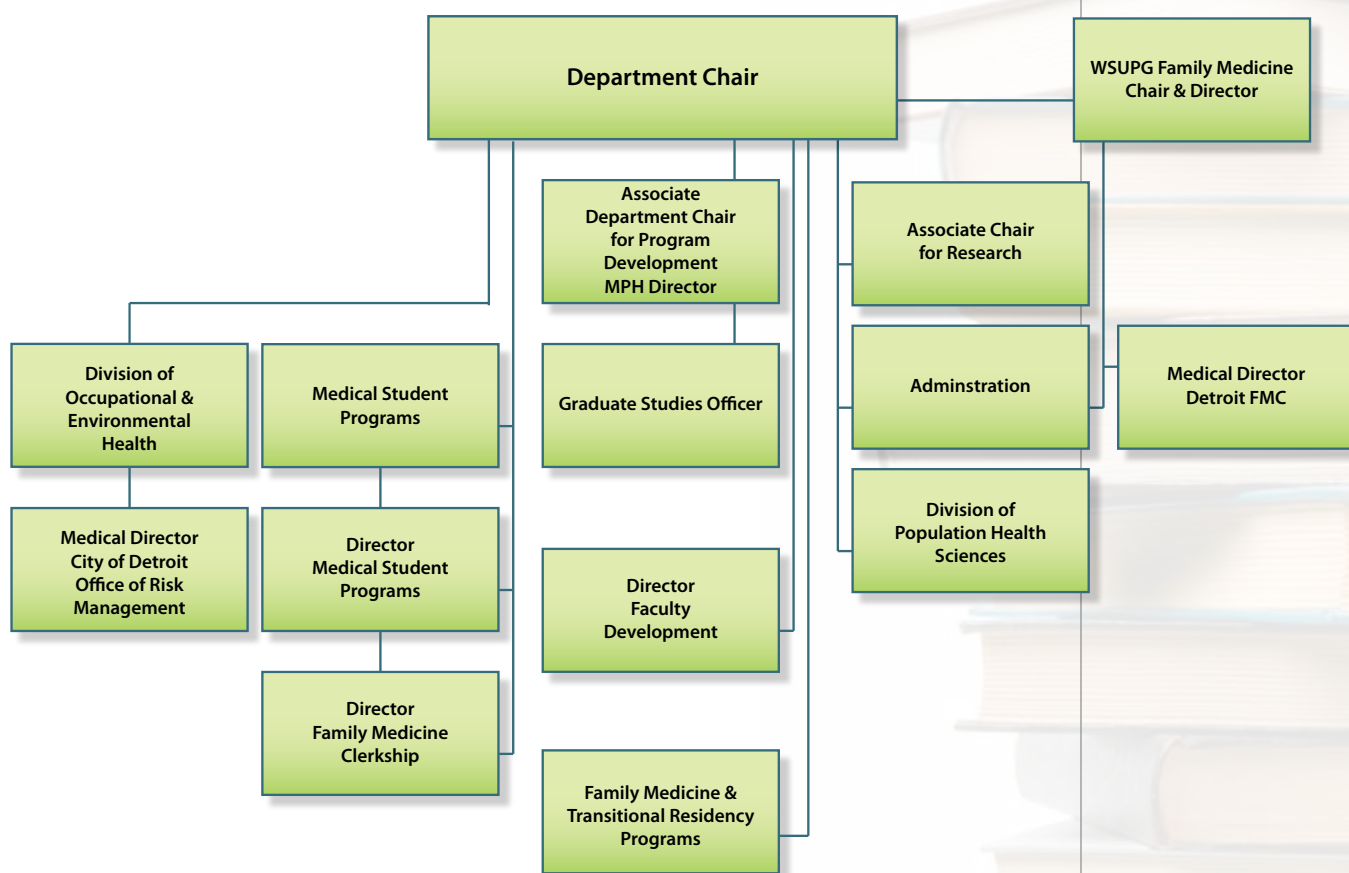 Department Chair
WSUPG Family Medicine
Chair & Director
Associate
Department Chair
for Program
Development
MPH Director
Associate Chair
for Research
Division of
Occupational &
Environmental
Health
Medical Student
Programs
Graduate Studies Officer
Adminstration
Medical Director
Detroit FMC
Medical Director
City of Detroit
Office of Risk
Management
Director
Medical Student
Programs
Director
Faculty
Development
Division of
Population Health
Sciences
Director
Family Medicine
Clerkship
Family Medicine &
Transitional Residency
Programs